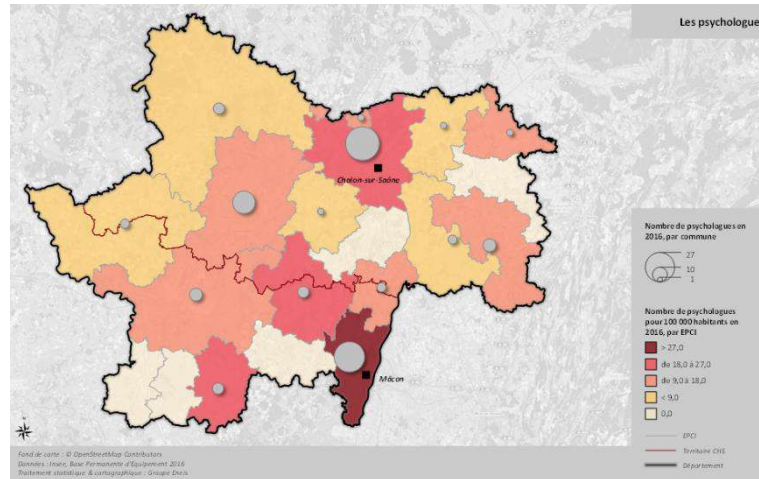 Les psychologue
Chalon-sur-Saône
Mâcon
Nombre de psychologues en
2016, par commune
27
10
1
Nombre de psychologues
pour 100 000 habitants en
2016, par EPCI
> 27,0
de 18,0 à 27,0
de 9,0 à 18,0
< 9,0
0,0
EPCI
Territoire CHS
Département
Fond de carte : © OpenStreetMap Contributors
Données : Insee, Base Permanente d'Equipement 2016
Traitement statistique & cartographique : Groupe Eneis